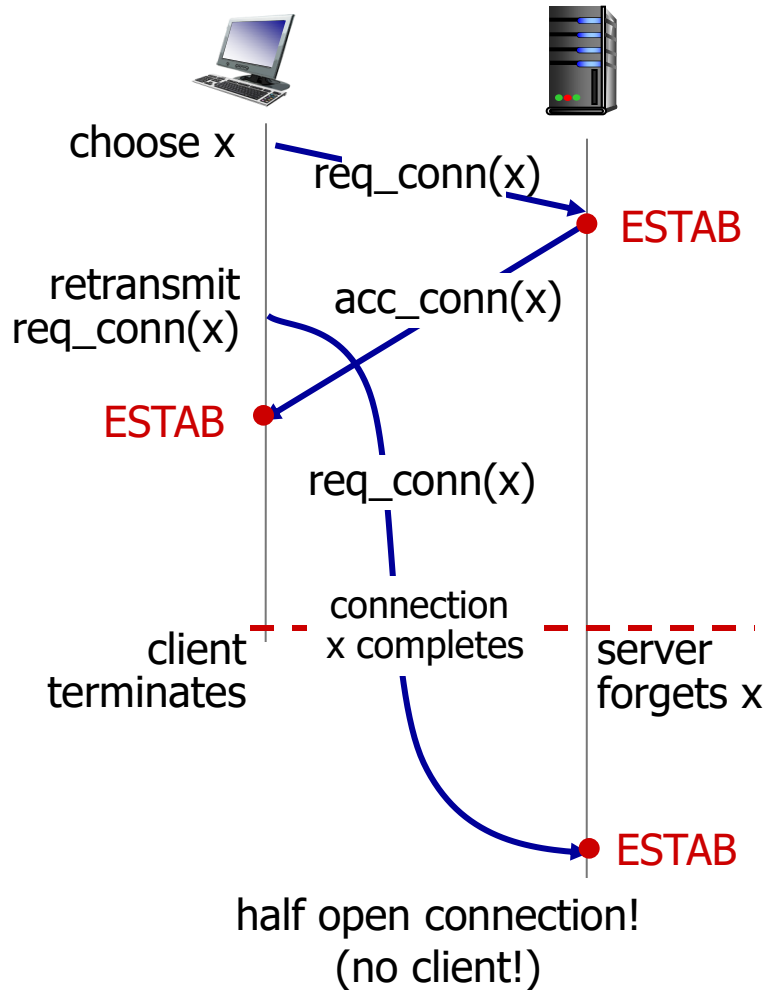 choose x
req_conn(x)
ESTAB
retransmit
req_conn(x)
acc_conn(x)
ESTAB
req_conn(x)
connection
x completes
client
terminates
server
forgets x
ESTAB
half open connection!
(no client!)